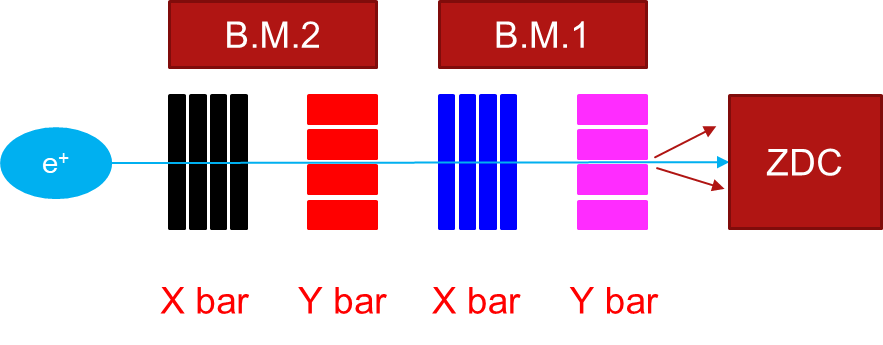 B.M.2
B.M.1
e⁺
ZDC
X bar
Y bar
X bar
Y bar